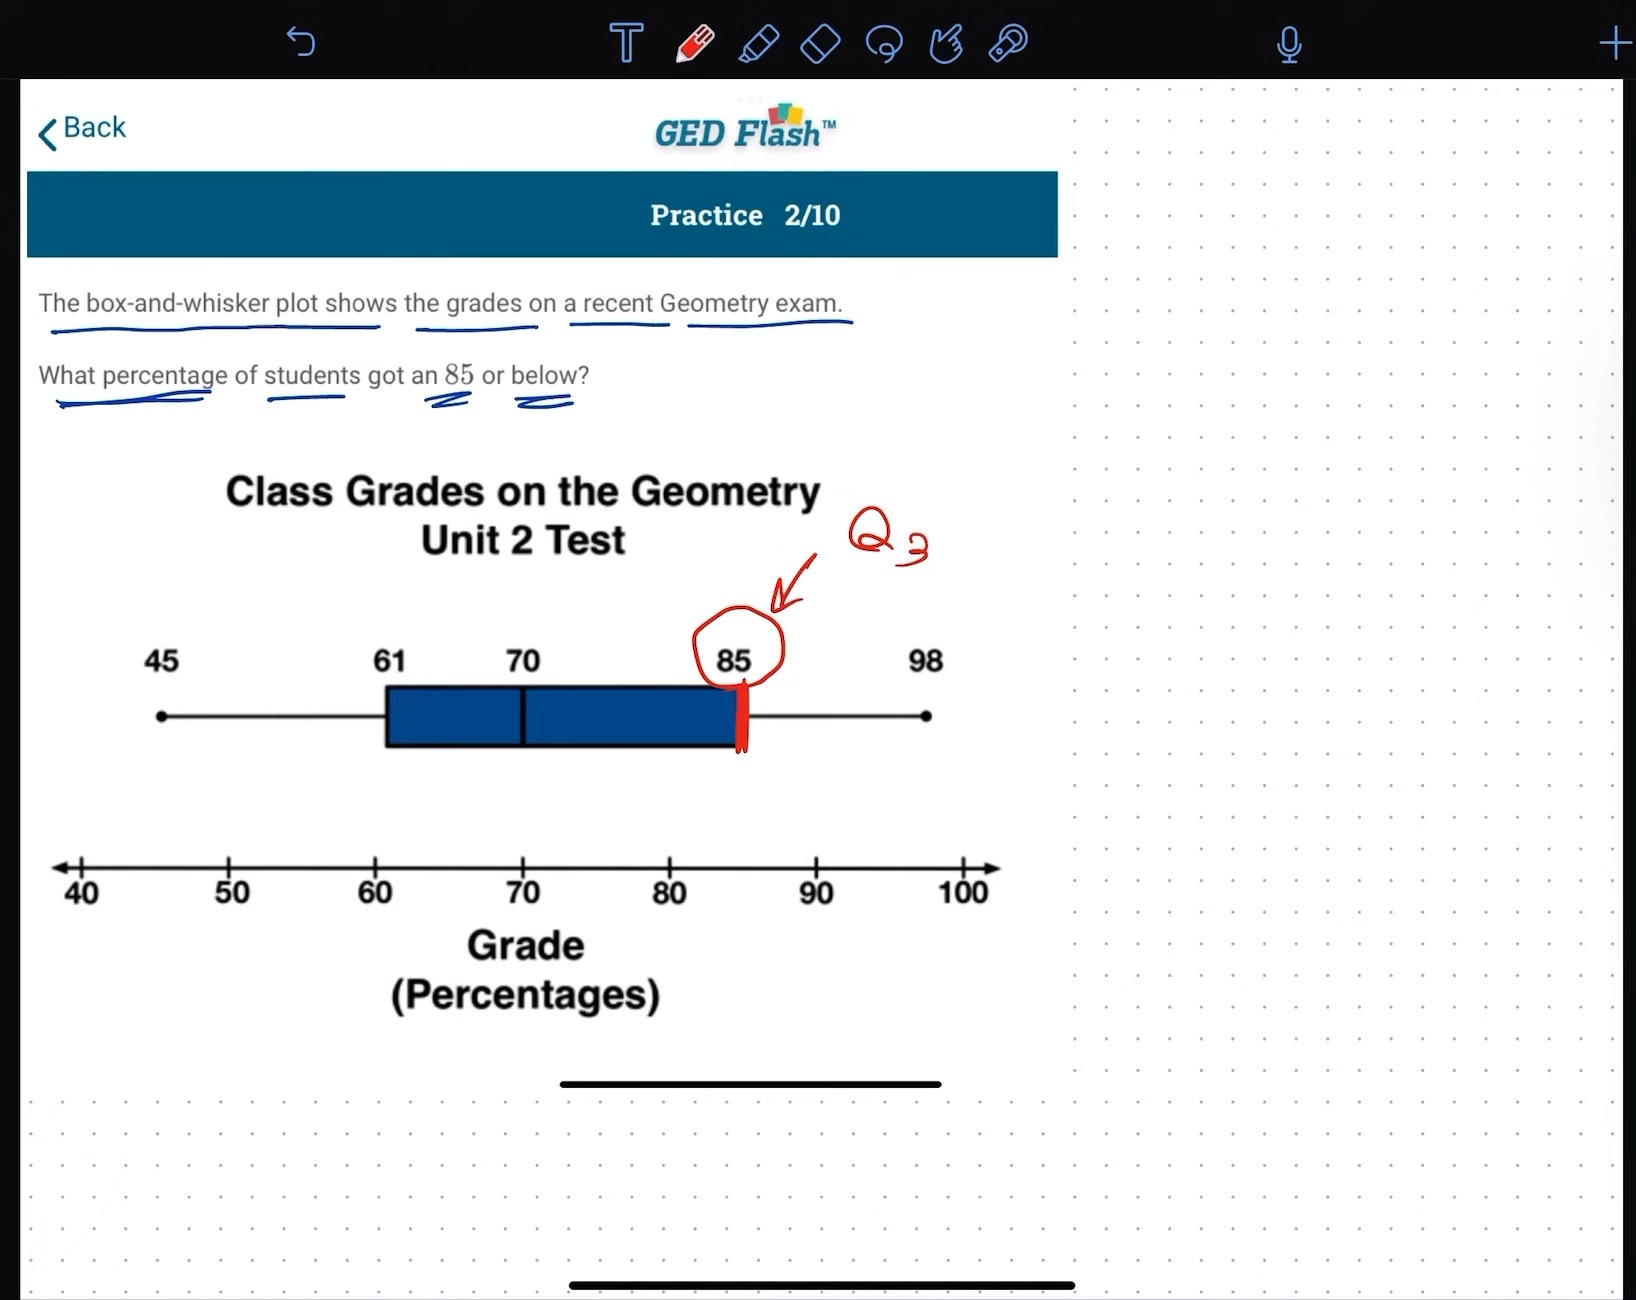 Back
GED Flash™
Practice 2/10
The box-and-whisker plot shows the grades on a recent Geometry exam.
What percentage of students got an 85 or below?
Class Grades on the Geometry
Unit 2 Test
Q3
45 61 70 85 98
40 50 60 70 80 90 100
Grade
(Percentages)